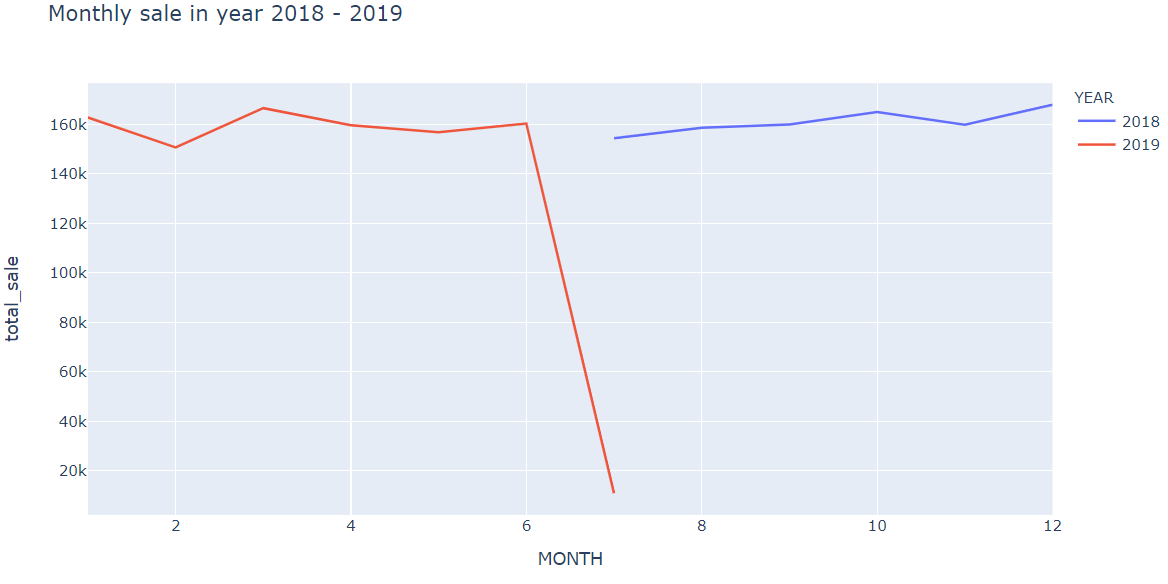 Monthly sale in year 2018 - 2019
YEAR
2018
2019
total_sale
160k
140k
120k
100k
80k
60k
40k
20k
2 4 6 8 10 12
MONTH